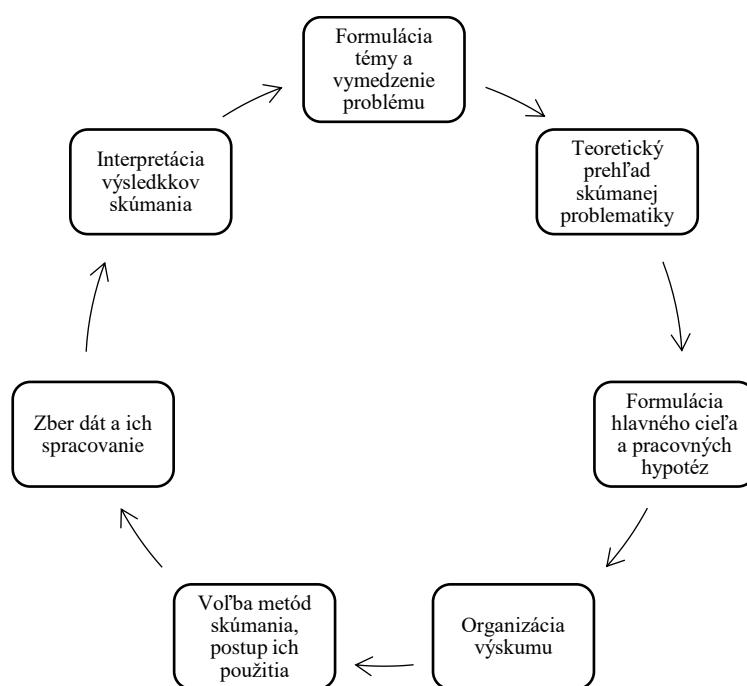 Formulácia
témy a
vymedzenie
problému
Teoretický
prehľad
skúmanej
problematiky
Formulácia
hlavného cieľa
a pracovných
hypotéz
Organizácia
výskumu
Voľba metód
skúmania,
postup ich
použitia
Zber dát a ich
spracovanie
Interpretácia
výsledkkov
skúmania